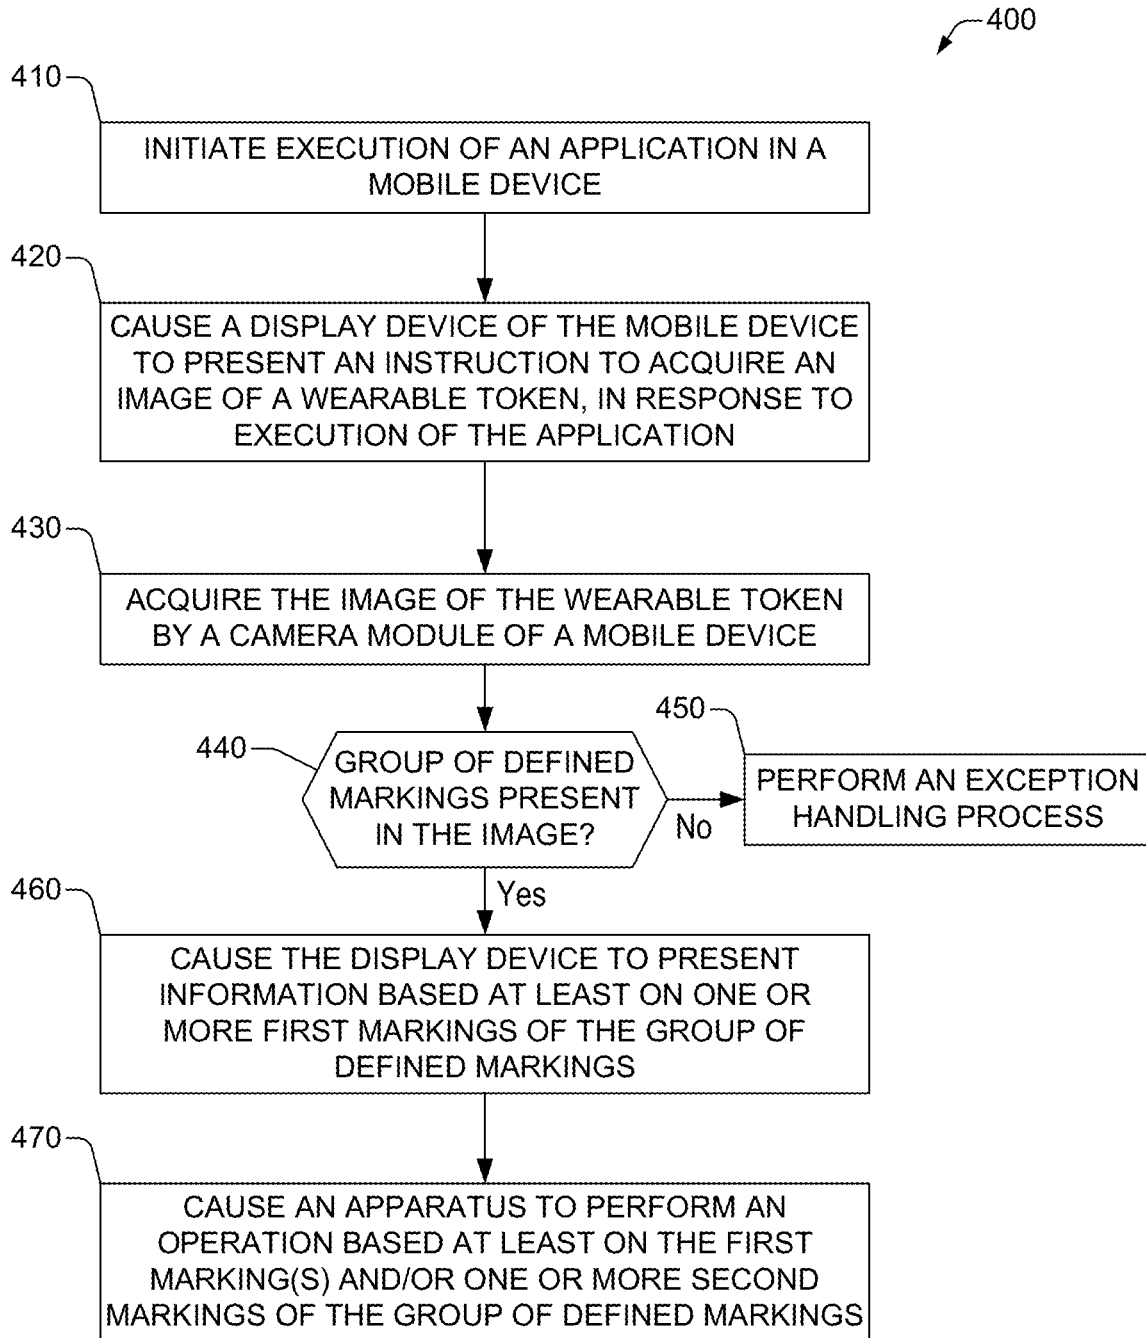 400
410
INITIATE EXECUTION OF AN APPLICATION IN A
MOBILE DEVICE
420
CAUSE A DISPLAY DEVICE OF THE MOBILE DEVICE
TO PRESENT AN INSTRUCTION TO ACQUIRE AN
IMAGE OF A WEARABLE TOKEN, IN RESPONSE TO
EXECUTION OF THE APPLICATION
430
ACQUIRE THE IMAGE OF THE WEARABLE TOKEN
BY A CAMERA MODULE OF A MOBILE DEVICE
440
GROUP OF DEFINED
MARKINGS PRESENT
IN THE IMAGE?
No
450
PERFORM AN EXCEPTION
HANDLING PROCESS
Yes
460
CAUSE THE DISPLAY DEVICE TO PRESENT
INFORMATION BASED AT LEAST ON ONE OR
MORE FIRST MARKINGS OF THE GROUP OF
DEFINED MARKINGS
470
CAUSE AN APPARATUS TO PERFORM AN
OPERATION BASED AT LEAST ON THE FIRST
MARKING(S) AND/OR ONE OR MORE SECOND
MARKINGS OF THE GROUP OF DEFINED MARKINGS